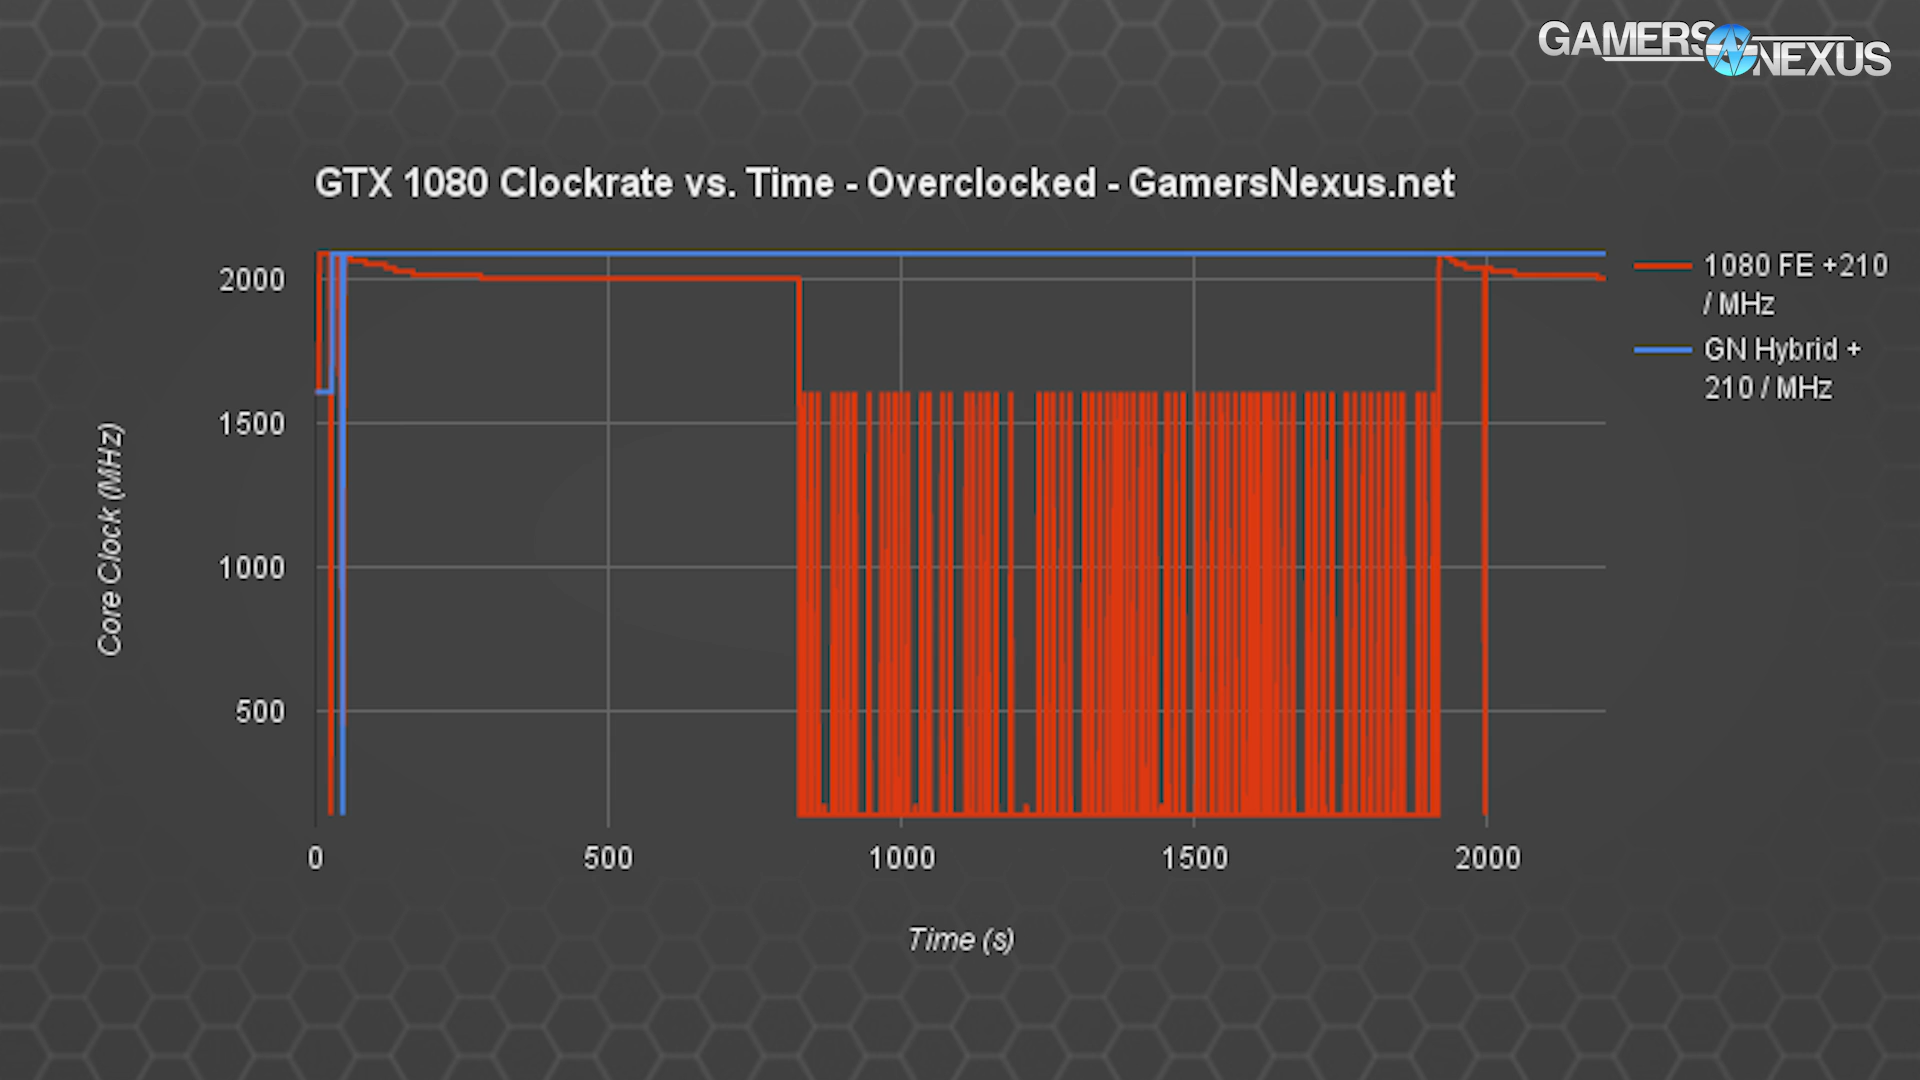 GAMERS NEXUS
GTX 1080 Clockrate vs. Time - Overclocked - GamersNexus.net
2000
1500
1000
500
Core Clock (MHz)
0
500
1000
1500
2000
Time (s)
1080 FE +210
/ MHz
GN Hybrid +
210 / MHz